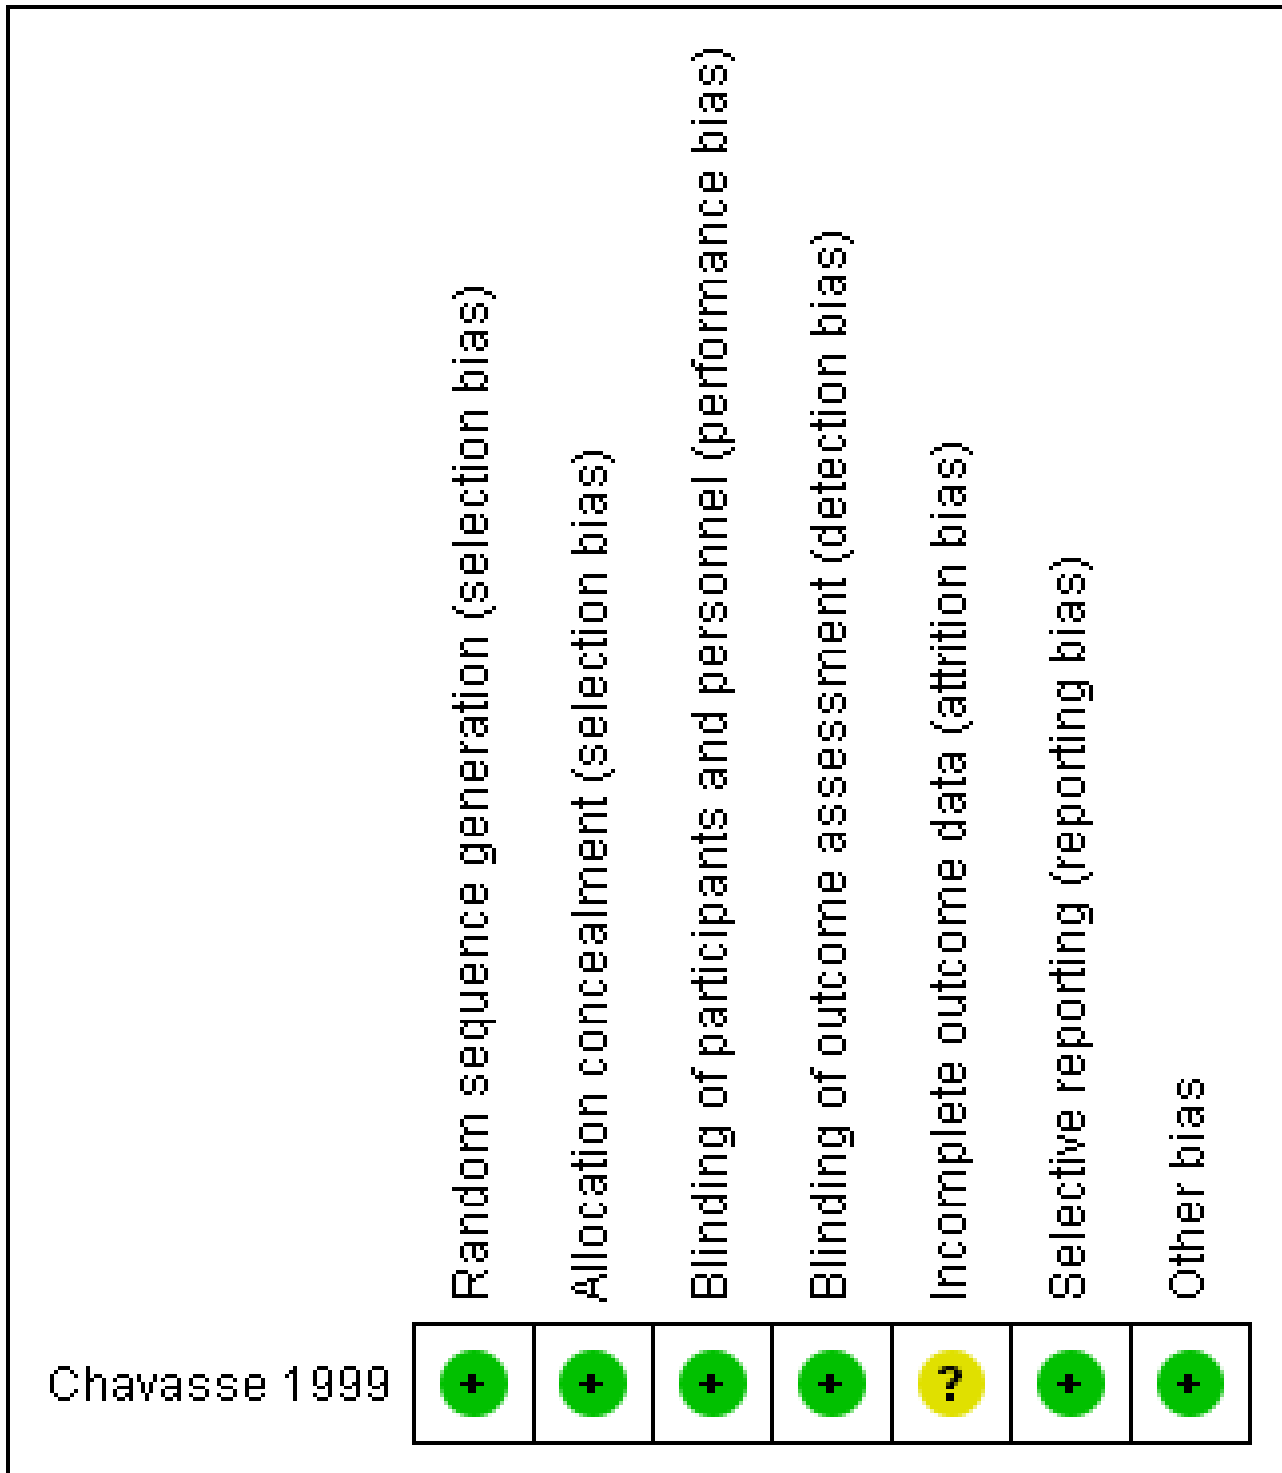 Random sequence generation (selection bias)
Allocation concealment (selection bias)
Blinding of participants and personnel (performance bias)
Blinding of outcome assessment (detection bias)
Incomplete outcome data (attrition bias)
Selective reporting (reporting bias)
Other bias
Chavasse 1999 + + + + ? + +